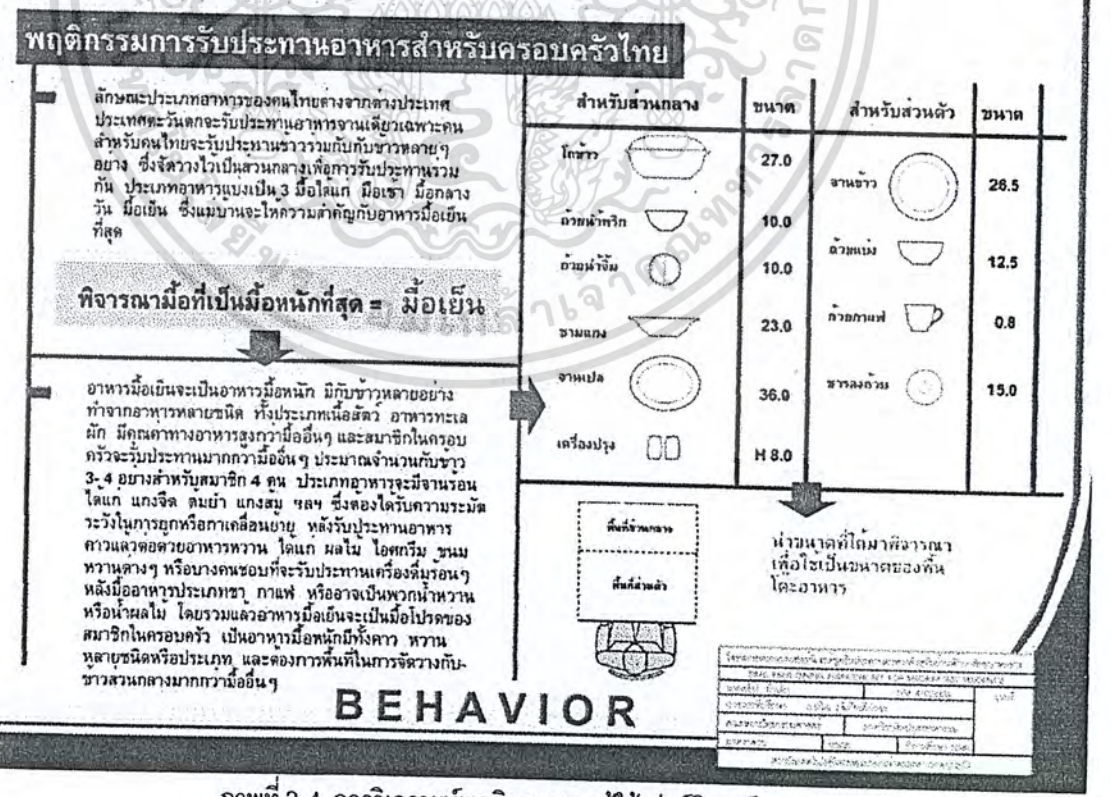 พฤติกรรมการรับประทานอาหารสำหรับครอบครัวไทย
ลักษณะประเภทอาหารของคนไทยต่างจากต่างประเทศ
ประเทศตะวันตกจะรับประทานอาหารจานเดียวเฉพาะคน
สำหรับคนไทยจะรับประทานข้าวร่วมกับกับข้าวหลายๆ
อย่าง ซึ่งจัดวางไว้เป็นส่วนกลางเพื่อการรับประทานรวม
กัน ประเภทอาหารแบ่งเป็น 3 มื้อได้แก่ มื้อเช้า มื้อกลาง
วัน มื้อเย็น ซึ่งแม่บ้านจะให้ความสำคัญกับอาหารมื้อเย็น
ที่สุด
พิจารณามื้อที่เป็นมื้อหนักที่สุด = มื้อเย็น
อาหารมื้อเย็นจะเป็นอาหารมื้อหนัก มีกับข้าวหลายอย่าง
ทำจากอาหารหลายชนิด ทั้งประเภทเนื้อสัตว์ อาหารทะเล
ผัก มีคุณค่าทางอาหารสูงกว่ามื้ออื่นๆ และสมาชิกในครอบ
ครัวจะรับประทานมากกว่ามื้ออื่นๆ ประมาณจำนวนกับข้าว
3-4 อย่างสำหรับสมาชิก 4 คน ประเภทอาหารจะมีจานร้อน
ได้แก่ แกงจืด ต้มยำ แกงส้ม ฯลฯ ซึ่งต้องได้รับความระมัด
ระวังในการยกหรือการเคลื่อนย้าย หลังรับประทานอาหาร
คาวแล้วต่อด้วยอาหารหวาน ได้แก่ ผลไม้ ไอศกรีม ขนม
หวานต่างๆ หรือบางคนชอบที่จะรับประทานเครื่องดื่มร้อนๆ
หลังมื้ออาหารประเภทชา กาแฟ หรืออาจเป็นพวกน้ำหวาน
หรือน้ำผลไม้ โดยรวมแล้วอาหารมื้อเย็นจะเป็นมื้อโปรดของ
สมาชิกในครอบครัว เป็นอาหารมื้อหนักมีทั้งคาว หวาน
หลายชนิดหรือประเภท และต้องการพื้นที่ในการจัดวางกับ-
ข้าวส่วนกลางมากกว่ามื้ออื่นๆ
สำหรับส่วนกลาง ขนาด สำหรับส่วนตัว ขนาด
โถข้าว 27.0
จานข้าว 26.5
ถ้วยน้ำพริก 10.0
ถ้วยแบ่ง 12.5
ถ้วยน้ำจิ้ม 10.0
ถ้วยกาแฟ 0.8
ชามแกง 23.0
จานเปล 36.0
จารองถ้วย 15.0
เครื่องปรุง H 8.0
พื้นที่ส่วนกลาง
พื้นที่ส่วนตัว
นำขนาดที่ได้มาพิจารณา
เพื่อใช้เป็นขนาดของพื้น
โต๊ะอาหาร
BEHAVIOR